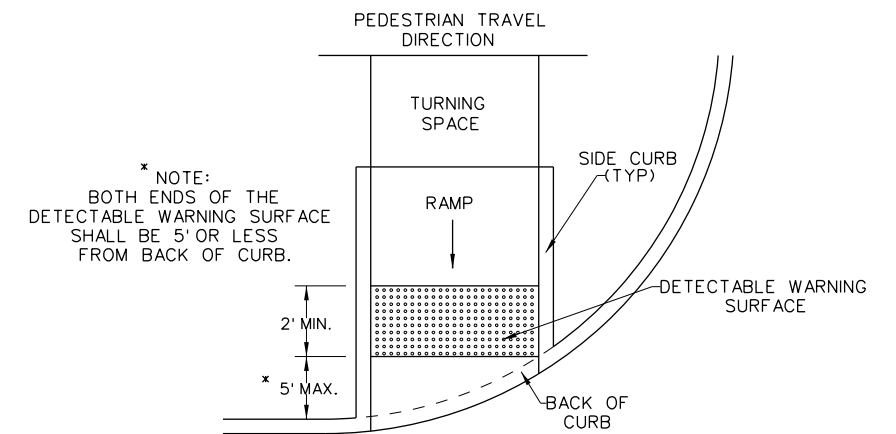 PEDESTRIAN TRAVEL
DIRECTION
TURNING
SPACE
SIDE CURB
(TYP)
* NOTE:
BOTH ENDS OF THE
DETECTABLE WARNING SURFACE
SHALL BE 5' OR LESS
FROM BACK OF CURB.
RAMP
DETECTABLE WARNING
SURFACE
2' MIN.
* 5' MAX.
BACK OF
CURB